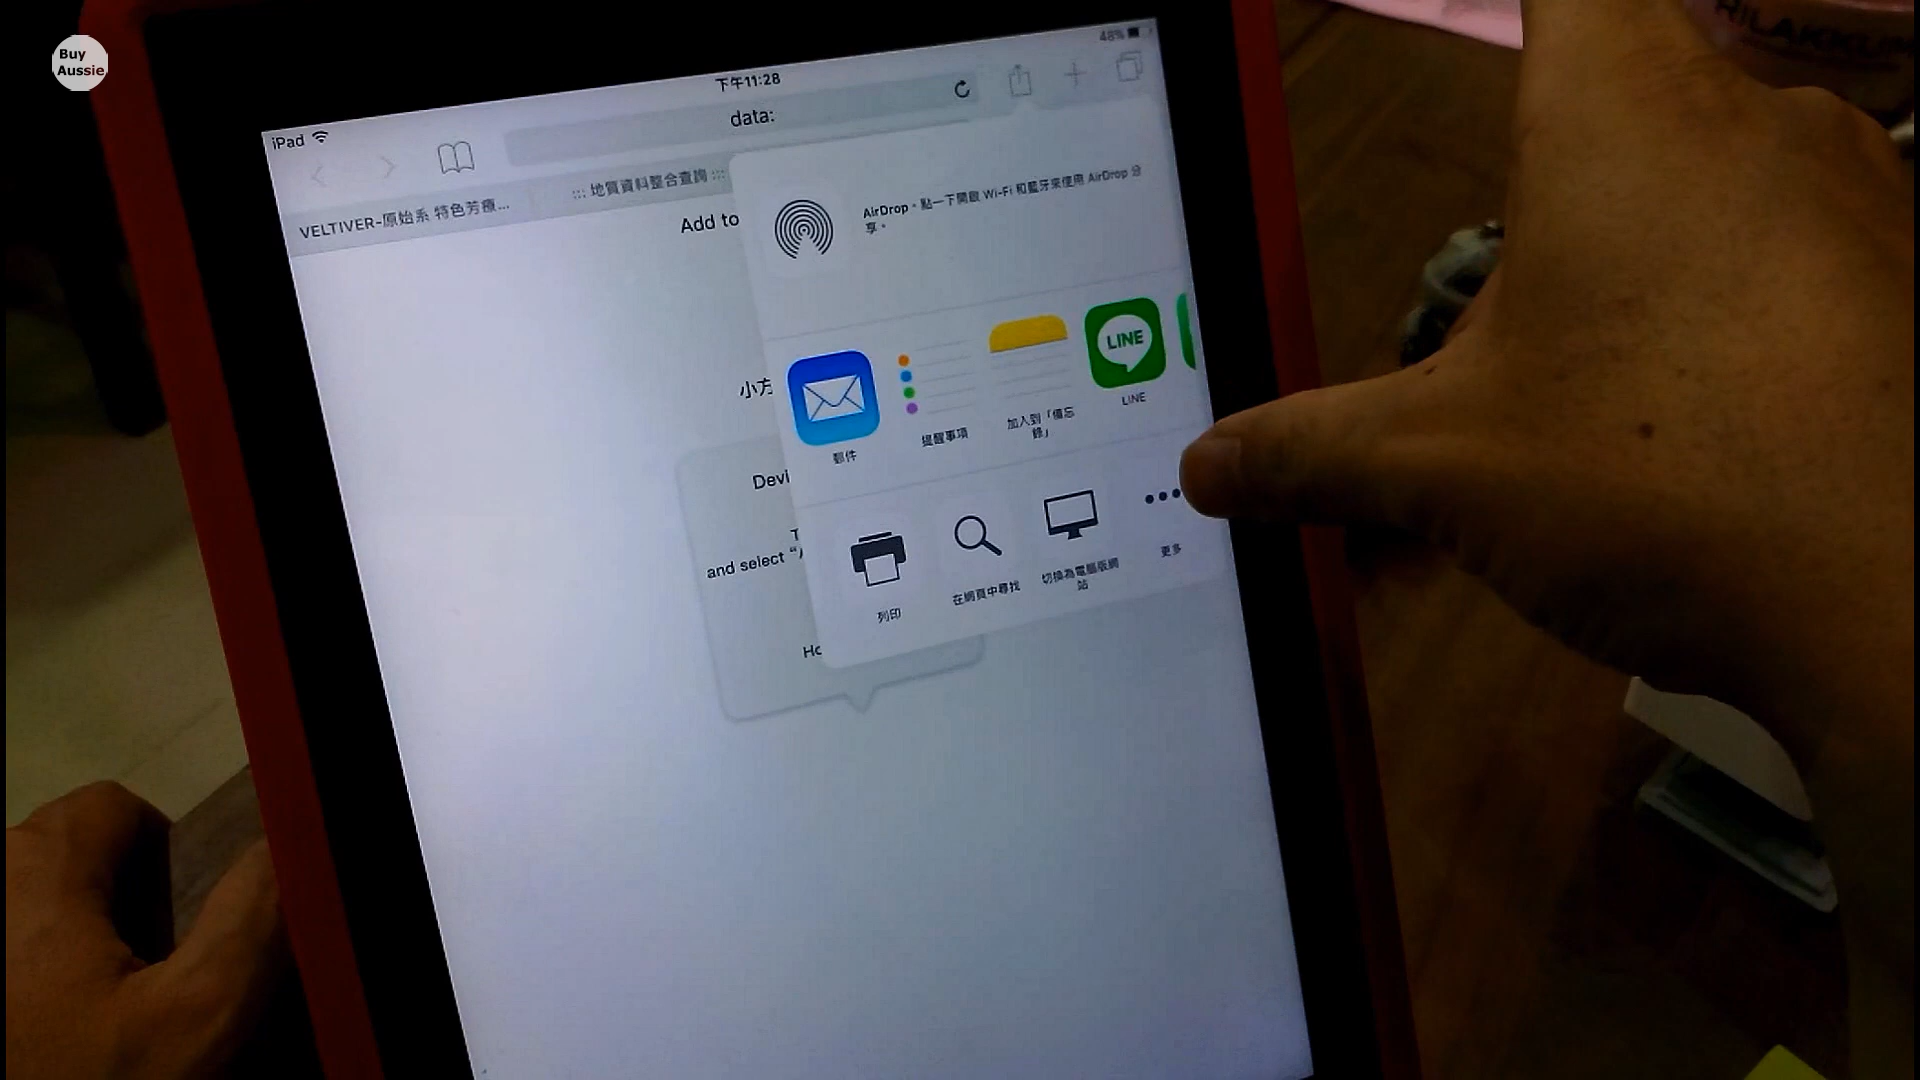 Buy
Aussie
RILAKKUM
48%
下午11:28
iPad
data:
VELTIVER-原始系 特色芳療...
::: 地質資料整合查詢 :::
Add to
AirDrop。點一下開啟 Wi-Fi 和藍牙來使用 AirDrop 分
享。
小方
LINE
郵件
提醒事項
加入到「備忘
錄」
LINE
Devi
T
and select “
Ho
列印
在網頁中尋找
切換為電腦版網
站
更多